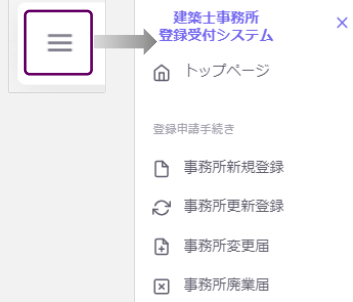 建築士事務所
登録受付システム
トップページ
登録申請手続き
事務所新規登録
事務所更新登録
事務所変更届
事務所廃業届